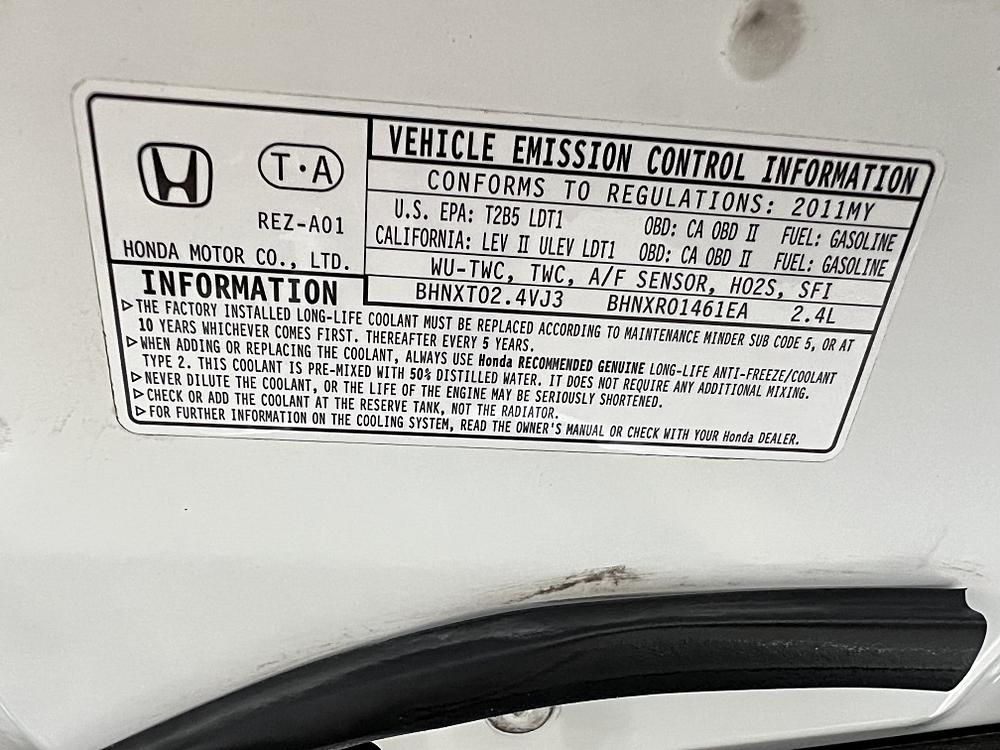 T·A
REZ-A01
HONDA MOTOR CO., LTD.
VEHICLE EMISSION CONTROL INFORMATION
CONFORMS TO REGULATIONS: 2011MY
U.S. EPA: T2B5 LDT1 OBD: CA OBD II FUEL: GASOLINE
CALIFORNIA: LEV II ULEV LDT1 OBD: CA OBD II FUEL: GASOLINE
WU-TWC, TWC, A/F SENSOR, HO2S, SFI
BHNXT02.4VJ3 BHNXR01461EA 2.4L
INFORMATION
▷THE FACTORY INSTALLED LONG-LIFE COOLANT MUST BE REPLACED ACCORDING TO MAINTENANCE MINDER SUB CODE 5, OR AT
10 YEARS WHICHEVER COMES FIRST. THEREAFTER EVERY 5 YEARS.
▷WHEN ADDING OR REPLACING THE COOLANT, ALWAYS USE Honda RECOMMENDED GENUINE LONG-LIFE ANTI-FREEZE/COOLANT
TYPE 2. THIS COOLANT IS PRE-MIXED WITH 50% DISTILLED WATER. IT DOES NOT REQUIRE ANY ADDITIONAL MIXING.
▷NEVER DILUTE THE COOLANT, OR THE LIFE OF THE ENGINE MAY BE SERIOUSLY SHORTENED.
▷CHECK OR ADD THE COOLANT AT THE RESERVE TANK, NOT THE RADIATOR.
▷FOR FURTHER INFORMATION ON THE COOLING SYSTEM, READ THE OWNER'S MANUAL OR CHECK WITH YOUR Honda DEALER.